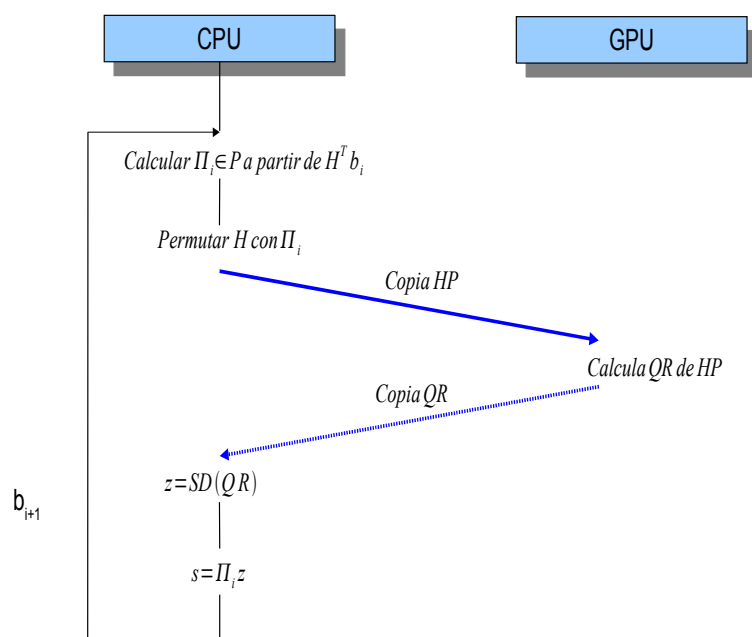 CPU
GPU
Calcular Π_i∈P a partir de H^T b_i
Permutar H con Π_i
Copia HP
Calcula QR de HP
Copia QR
z=SD(QR)
b_{i+1}
s=Π_i z